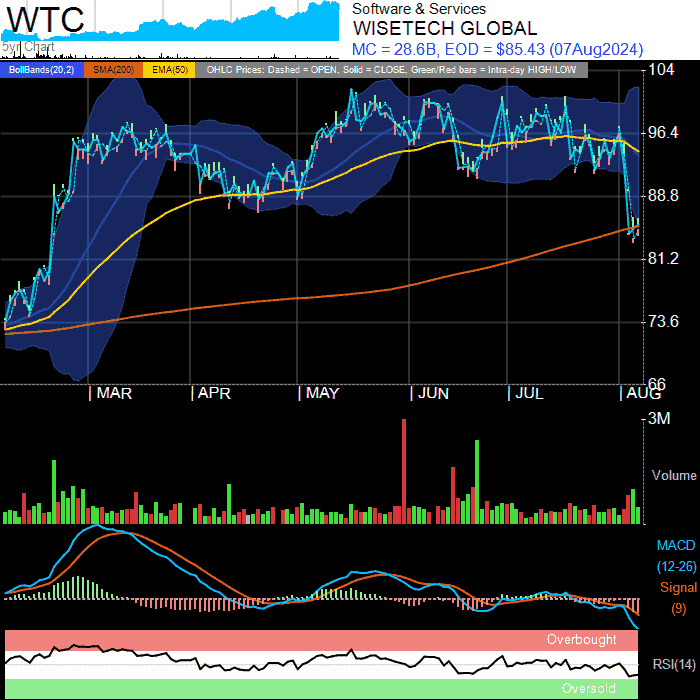 WTC
5yr Chart
Software & Services
WISETECH GLOBAL
MC = 28.6B, EOD = $85.43 (07Aug2024)
BollBands(20,2) SMA(200) EMA(50) OHLC Prices: Dashed = OPEN, Solid = CLOSE, Green/Red bars = Intra-day HIGH/LOW
104
96.4
88.8
81.2
73.6
66
MAR APR MAY JUN JUL AUG
3M
Volume
MACD
(12-26)
Signal
(9)
Overbought
RSI(14)
Oversold